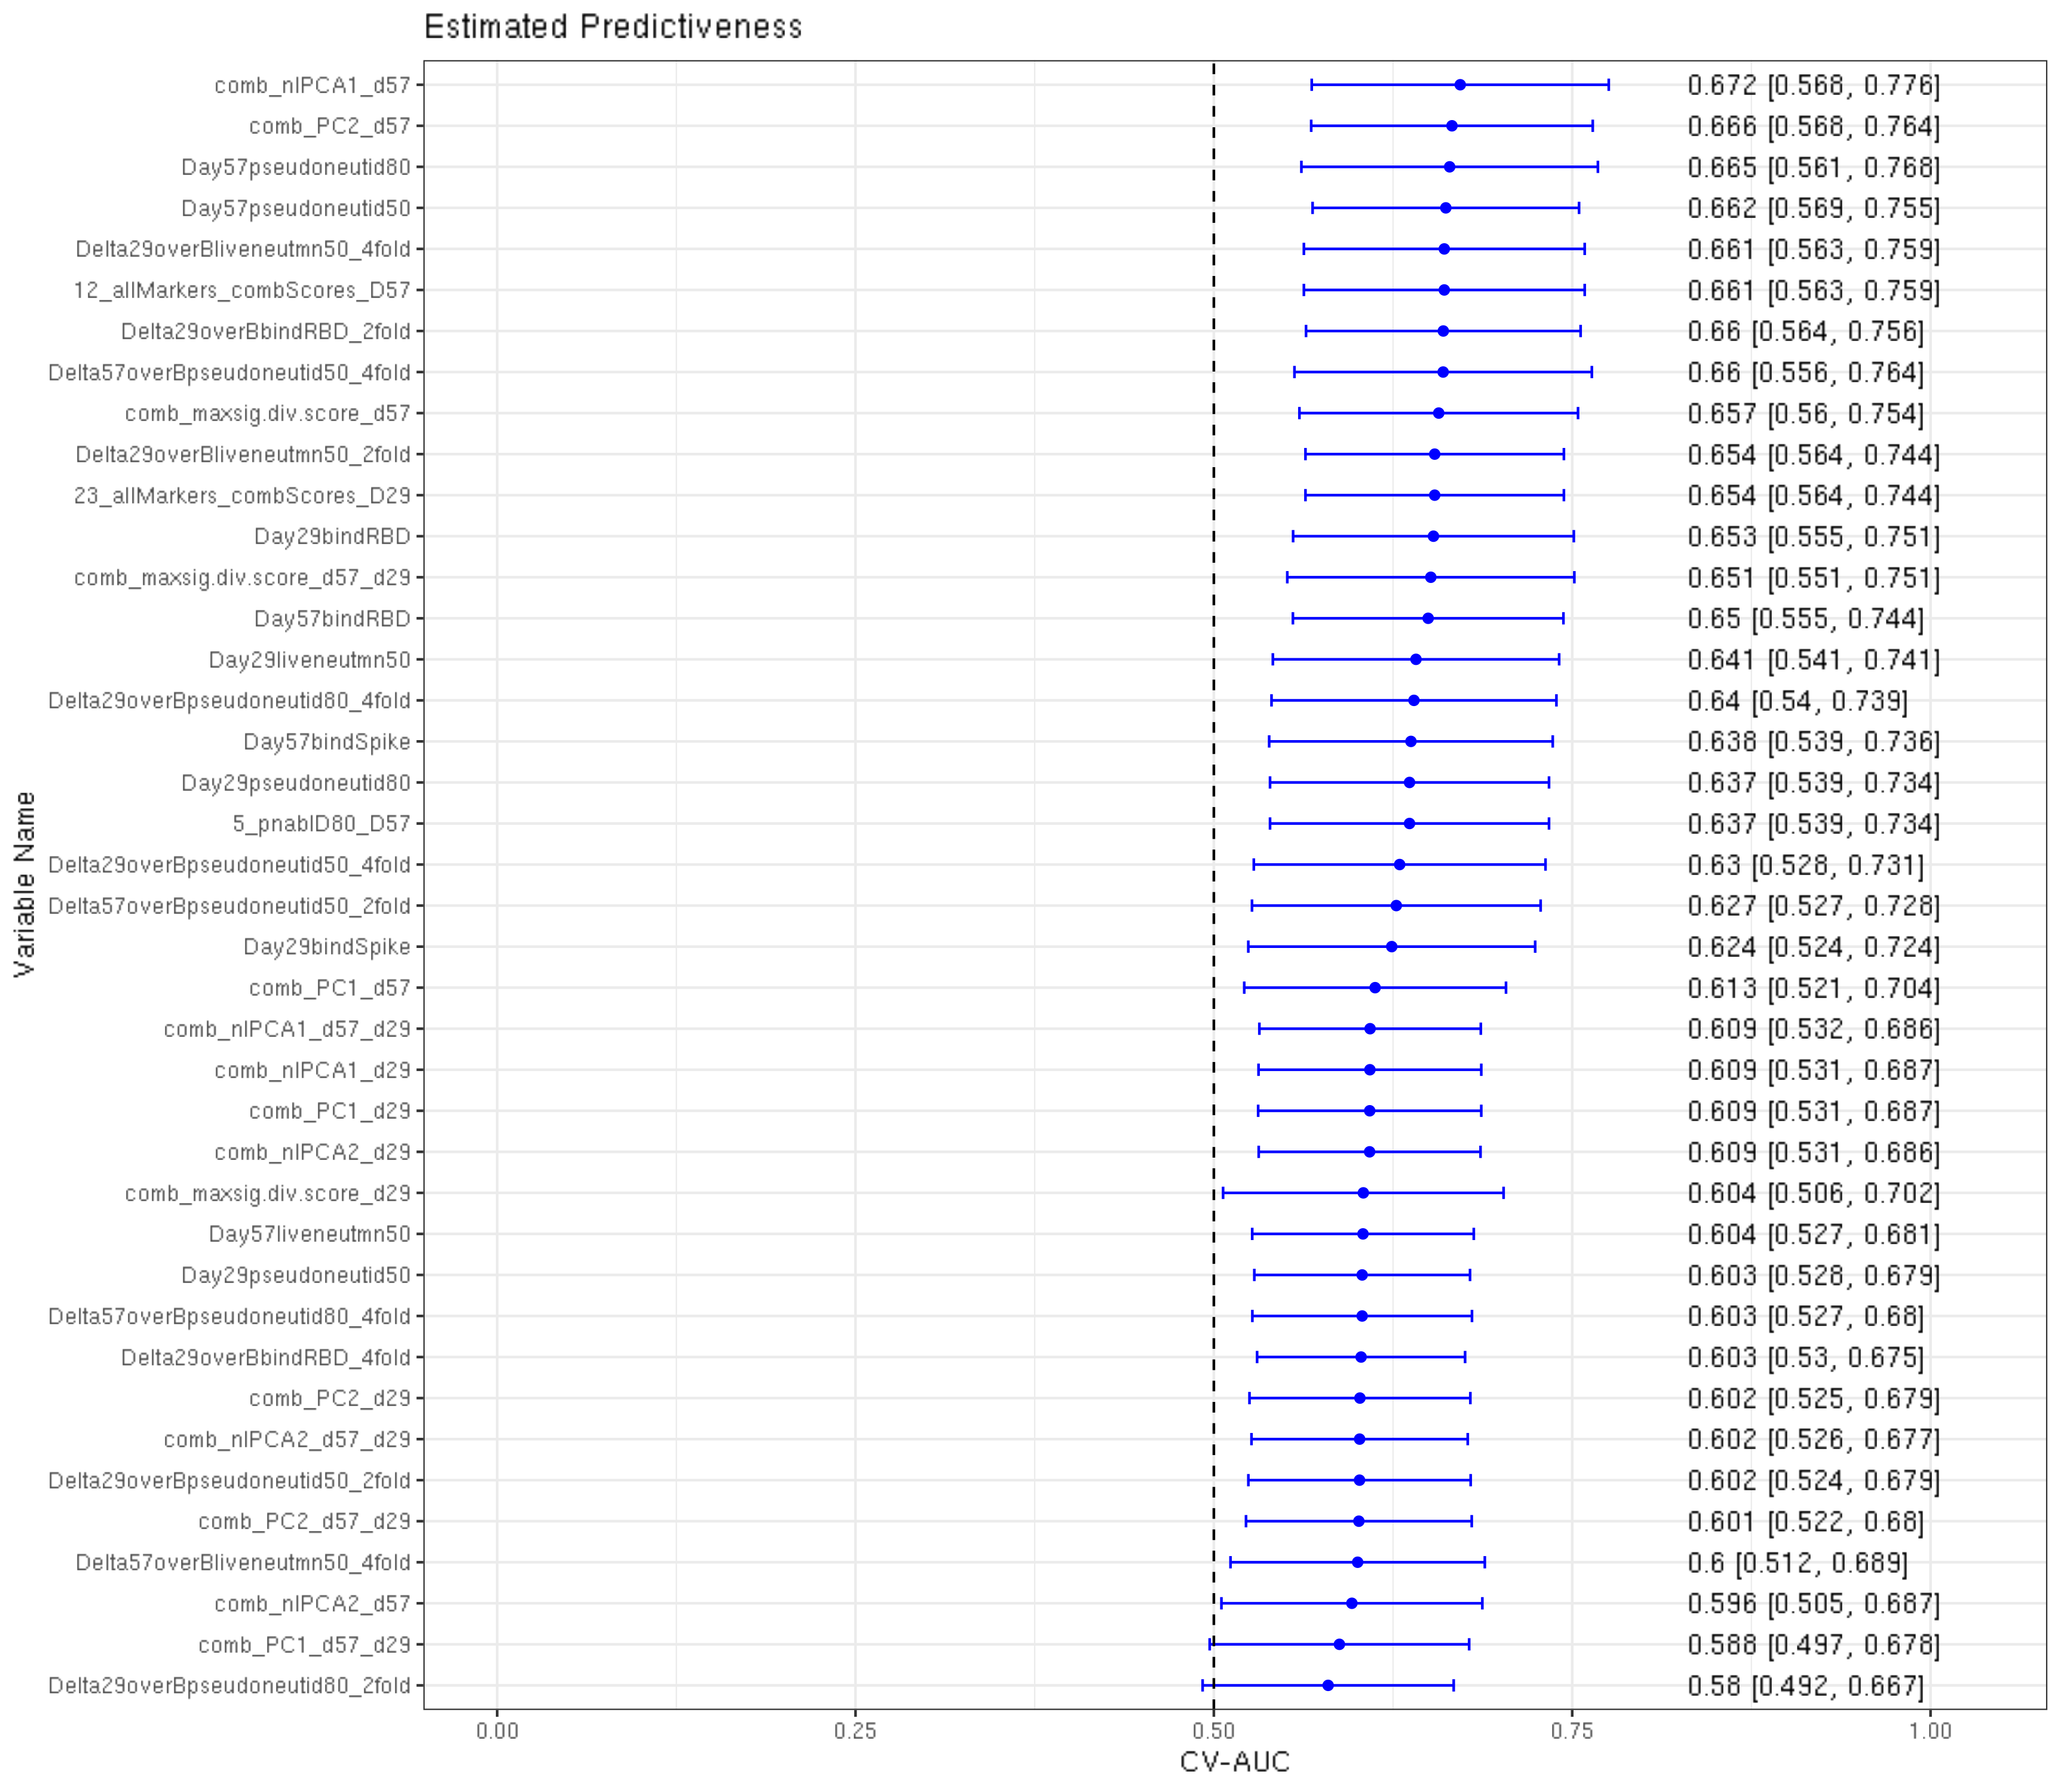 Estimated Predictiveness
Variable Name
comb_nlPCA1_d57 0.672 [0.568, 0.776]
comb_PC2_d57 0.666 [0.568, 0.764]
Day57pseudoneutid80 0.665 [0.561, 0.768]
Day57pseudoneutid50 0.662 [0.569, 0.755]
Delta29overBliveneutmn50_4fold 0.661 [0.563, 0.759]
12_allMarkers_combScores_D57 0.661 [0.563, 0.759]
Delta29overBbindRBD_2fold 0.66 [0.564, 0.756]
Delta57overBpseudoneutid50_4fold 0.66 [0.556, 0.764]
comb_maxsig.div.score_d57 0.657 [0.56, 0.754]
Delta29overBliveneutmn50_2fold 0.654 [0.564, 0.744]
23_allMarkers_combScores_D29 0.654 [0.564, 0.744]
Day29bindRBD 0.653 [0.555, 0.751]
comb_maxsig.div.score_d57_d29 0.651 [0.551, 0.751]
Day57bindRBD 0.65 [0.555, 0.744]
Day29liveneutmn50 0.641 [0.541, 0.741]
Delta29overBpseudoneutid80_4fold 0.64 [0.54, 0.739]
Day57bindSpike 0.638 [0.539, 0.736]
Day29pseudoneutid80 0.637 [0.539, 0.734]
5_pnabID80_D57 0.637 [0.539, 0.734]
Delta29overBpseudoneutid50_4fold 0.63 [0.528, 0.731]
Delta57overBpseudoneutid50_2fold 0.627 [0.527, 0.728]
Day29bindSpike 0.624 [0.524, 0.724]
comb_PC1_d57 0.613 [0.521, 0.704]
comb_nlPCA1_d57_d29 0.609 [0.532, 0.686]
comb_nlPCA1_d29 0.609 [0.531, 0.687]
comb_PC1_d29 0.609 [0.531, 0.687]
comb_nlPCA2_d29 0.609 [0.531, 0.686]
comb_maxsig.div.score_d29 0.604 [0.506, 0.702]
Day57liveneutmn50 0.604 [0.527, 0.681]
Day29pseudoneutid50 0.603 [0.528, 0.679]
Delta57overBpseudoneutid80_4fold 0.603 [0.527, 0.68]
Delta29overBbindRBD_4fold 0.603 [0.53, 0.675]
comb_PC2_d29 0.602 [0.525, 0.679]
comb_nlPCA2_d57_d29 0.602 [0.526, 0.677]
Delta29overBpseudoneutid50_2fold 0.602 [0.524, 0.679]
comb_PC2_d57_d29 0.601 [0.522, 0.68]
Delta57overBliveneutmn50_4fold 0.6 [0.512, 0.689]
comb_nlPCA2_d57 0.596 [0.505, 0.687]
comb_PC1_d57_d29 0.588 [0.497, 0.678]
Delta29overBpseudoneutid80_2fold 0.58 [0.492, 0.667]
0.00 0.25 0.50 0.75 1.00
CV-AUC